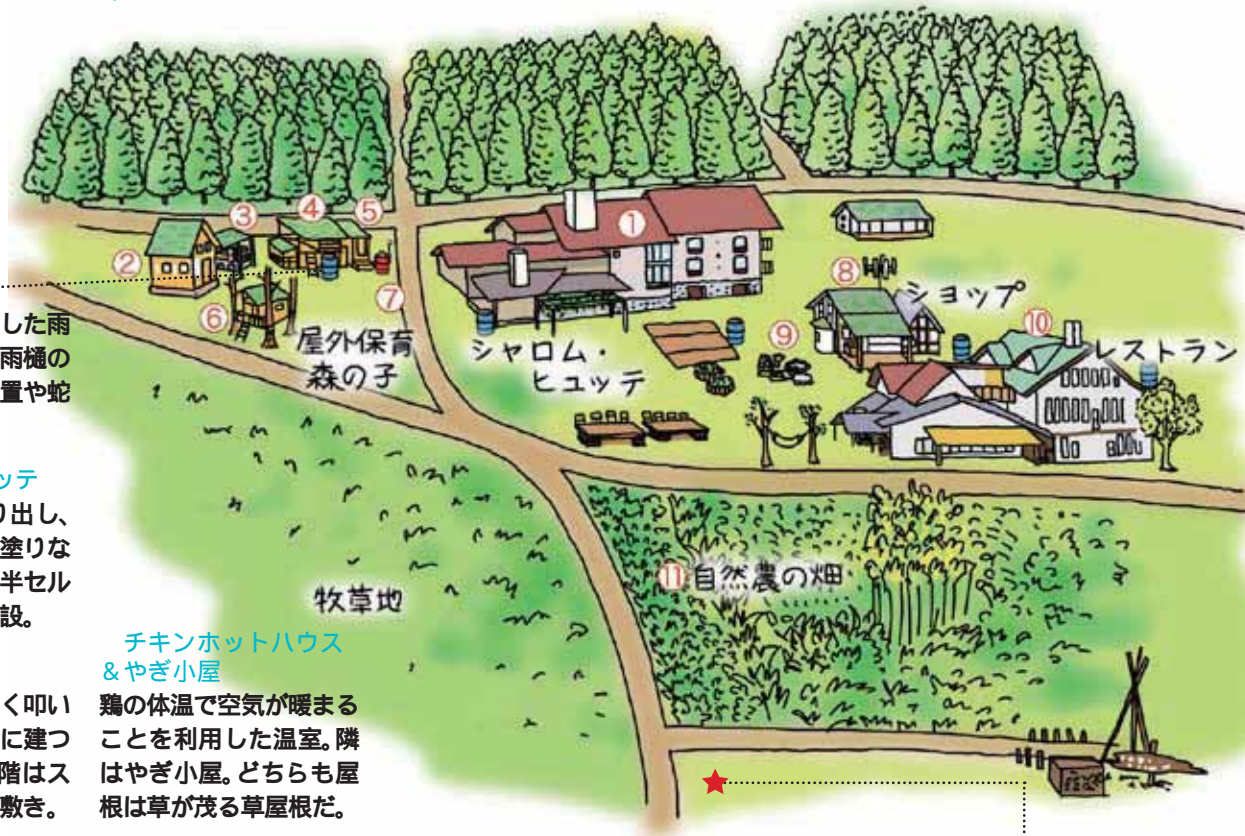 ③
④
⑤
①
②
⑧
⑦
ショップ
⑥
⑨
⑩
レストラン
屋外保育
森の子
シャロム・
ヒュッテ
した雨
雨樋の
置や蛇
ッテ
り出し、
塗りな
半セル
設。
⑪自然農の畑
牧草地
チキンホットハウス
&やぎ小屋
く叩い
に建つ
階はス
敷き。
鶏の体温で空気が暖まる
ことを利用した温室。隣
はやぎ小屋。どちらも屋
根は草が茂る草屋根だ。